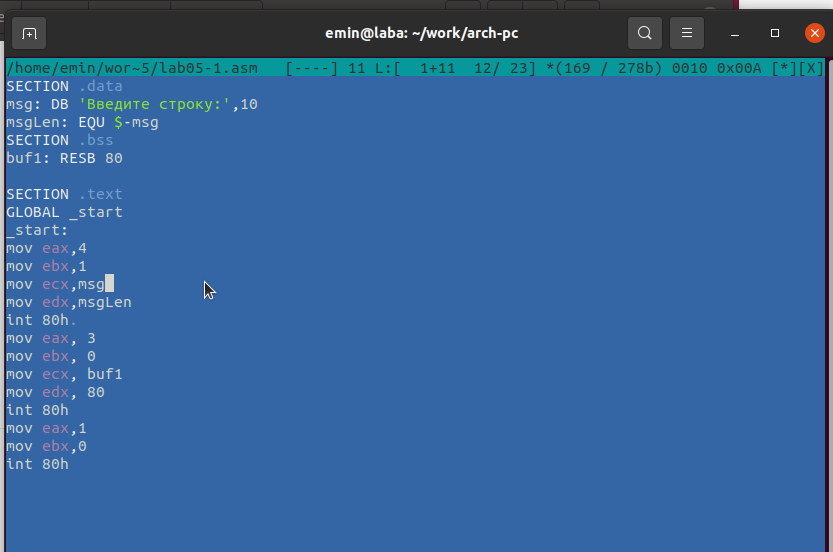 emin@laba: ~/work/arch-pc
/home/emin/wor~5/lab05-1.asm [----] 11 L:[ 1+11 12/ 23] *(169 / 278b) 0010 0x00A [*][X]
SECTION .data
msg: DB 'Введите строку:',10
msgLen: EQU $-msg
SECTION .bss
buf1: RESB 80
SECTION .text
GLOBAL _start
_start:
mov eax,4
mov ebx,1
mov ecx,msg
mov edx,msgLen
int 80h.
mov eax, 3
mov ebx, 0
mov ecx, buf1
mov edx, 80
int 80h
mov eax,1
mov ebx,0
int 80h